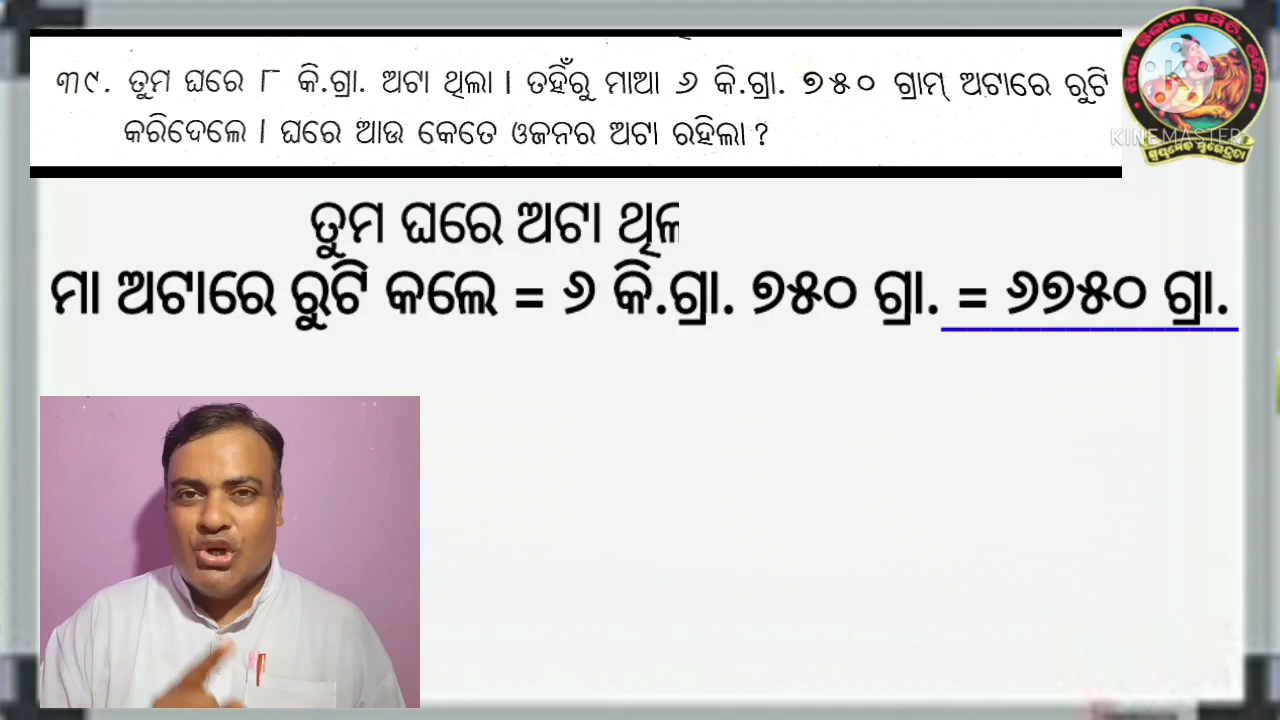 ୩୯. ତୁମ ଘରେ ୮ କି.ଗ୍ରା. ଅଟା ଥିଲା । ତହିଁରୁ ମାଆ ୬ କି.ଗ୍ରା. ୭୫୦ ଗ୍ରାମ୍ ଅଟାରେ ରୁଟି
କରିଦେଲେ । ଘରେ ଆଉ କେତେ ଓଜନର ଅଟା ରହିଲା ?
KINEMASTER
ତୁମ ଘରେ ଅଟା
ମା ଅଟାରେ ରୁଟି କଲେ = ୬ କି.ଗ୍ରା. ୭୫୦ ଗ୍ରା. = ୬୭୫୦ ଗ୍ରା.